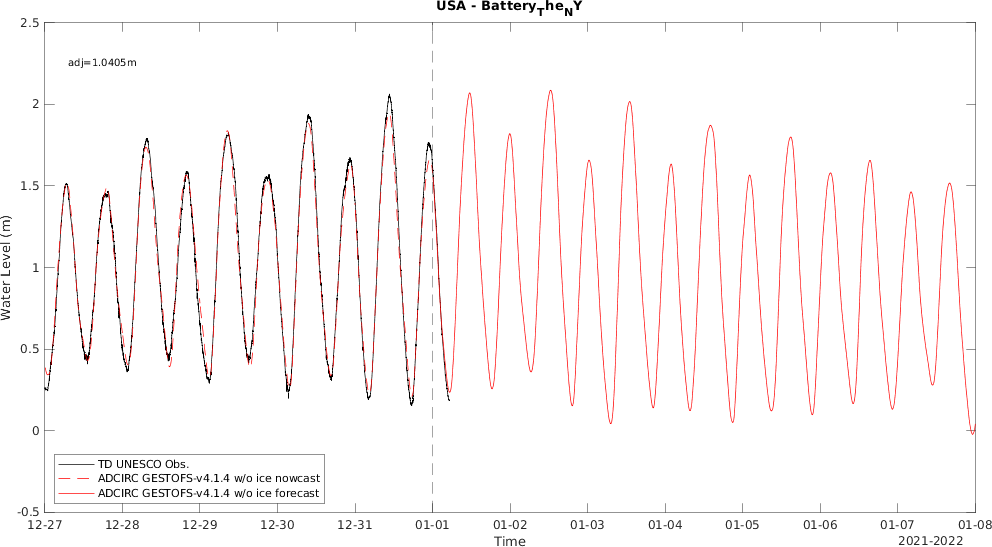 USA - Battery_The_NY
2.5
adj=1.0405m
2
1.5
Water Level (m)
1
0.5
0
TD UNESCO Obs.
ADCIRC GESTOFS-v4.1.4 w/o ice nowcast
ADCIRC GESTOFS-v4.1.4 w/o ice forecast
-0.5
12-27 12-28 12-29 12-30 12-31 01-01 01-02 01-03 01-04 01-05 01-06 01-07 01-08
Time
2021-2022